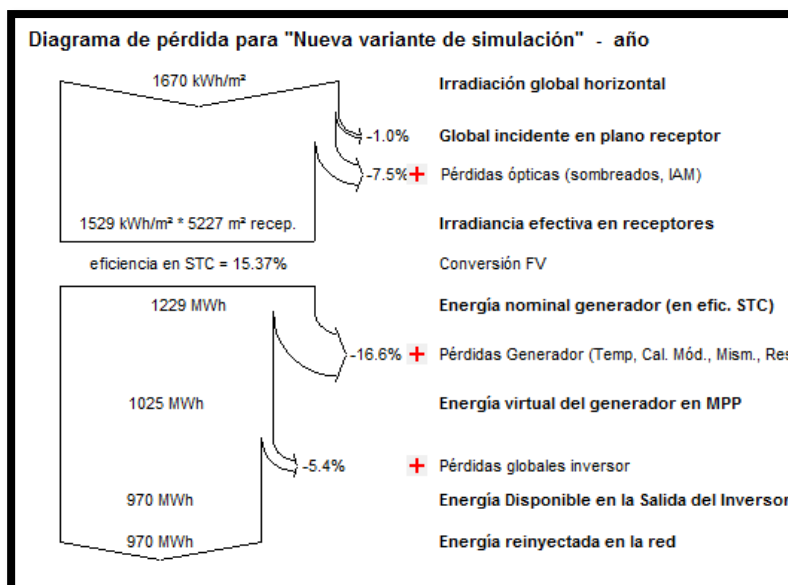 Diagrama de pérdida para "Nueva variante de simulación" - año
1670 kWh/m² Irradiación global horizontal
-1.0% Global incidente en plano receptor
-7.5% Pérdidas ópticas (sombreados, IAM)
1529 kWh/m² * 5227 m² recep. Irradiancia efectiva en receptores
eficiencia en STC = 15.37% Conversión FV
1229 MWh Energía nominal generador (en efic. STC)
-16.6% Pérdidas Generador (Temp, Cal. Mód., Mism., Res
1025 MWh Energía virtual del generador en MPP
-5.4% Pérdidas globales inversor
970 MWh Energía Disponible en la Salida del Inversor
970 MWh Energía reinyectada en la red